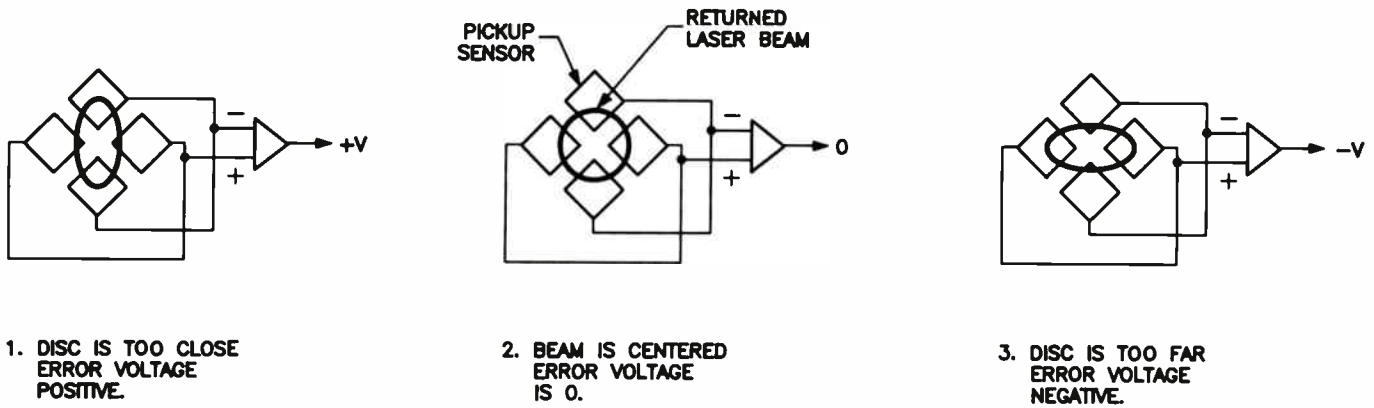 PICKUP
SENSOR
RETURNED
LASER BEAM
−
+
+V
−
+
0
−
+
−V
1. DISC IS TOO CLOSE
ERROR VOLTAGE
POSITIVE.
2. BEAM IS CENTERED
ERROR VOLTAGE
IS 0.
3. DISC IS TOO FAR
ERROR VOLTAGE
NEGATIVE.